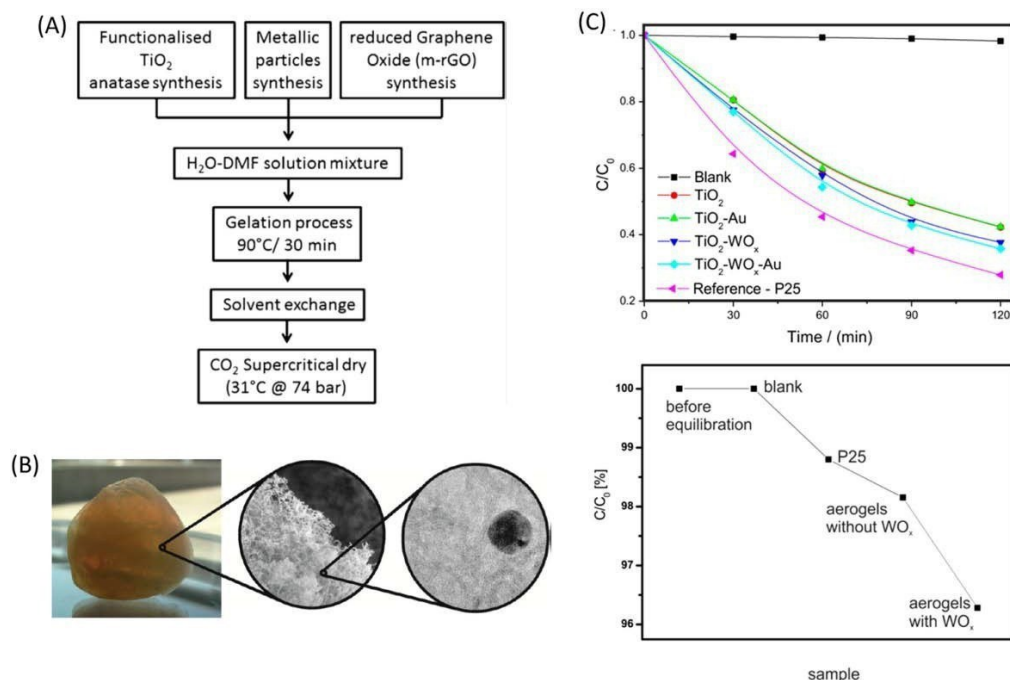 (A)
Functionalised
TiO₂
anatase synthesis
Metallic
particles
synthesis
reduced Graphene
Oxide (m-rGO)
synthesis
H₂O-DMF solution mixture
Gelation process
90°C/ 30 min
Solvent exchange
CO₂ Supercritical dry
(31°C @ 74 bar)
(B)
(C)
C/C₀
1.0
0.8
0.6
0.4
0.2
Blank
TiO₂
TiO₂-Au
TiO₂-WOₓ
TiO₂-WOₓ-Au
Reference - P25
0
30
60
90
120
Time / (min)
C/C₀ [%]
100
99
98
97
96
before
equilibration
blank
P25
aerogels
without WOₓ
aerogels
with WOₓ
sample